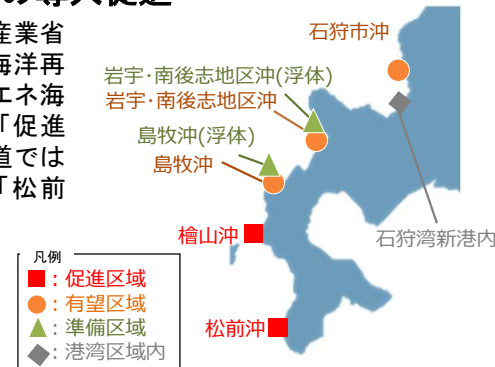 の導入促進
産業省
海洋再
エネ海
「促進
道では
「松前
石狩市沖
岩宇・南後志地区沖(浮体)
岩宇・南後志地区沖
島牧沖(浮体)
島牧沖
檜山沖
石狩湾新港内
松前沖
凡例
：促進区域
：有望区域
：準備区域
：港湾区域内